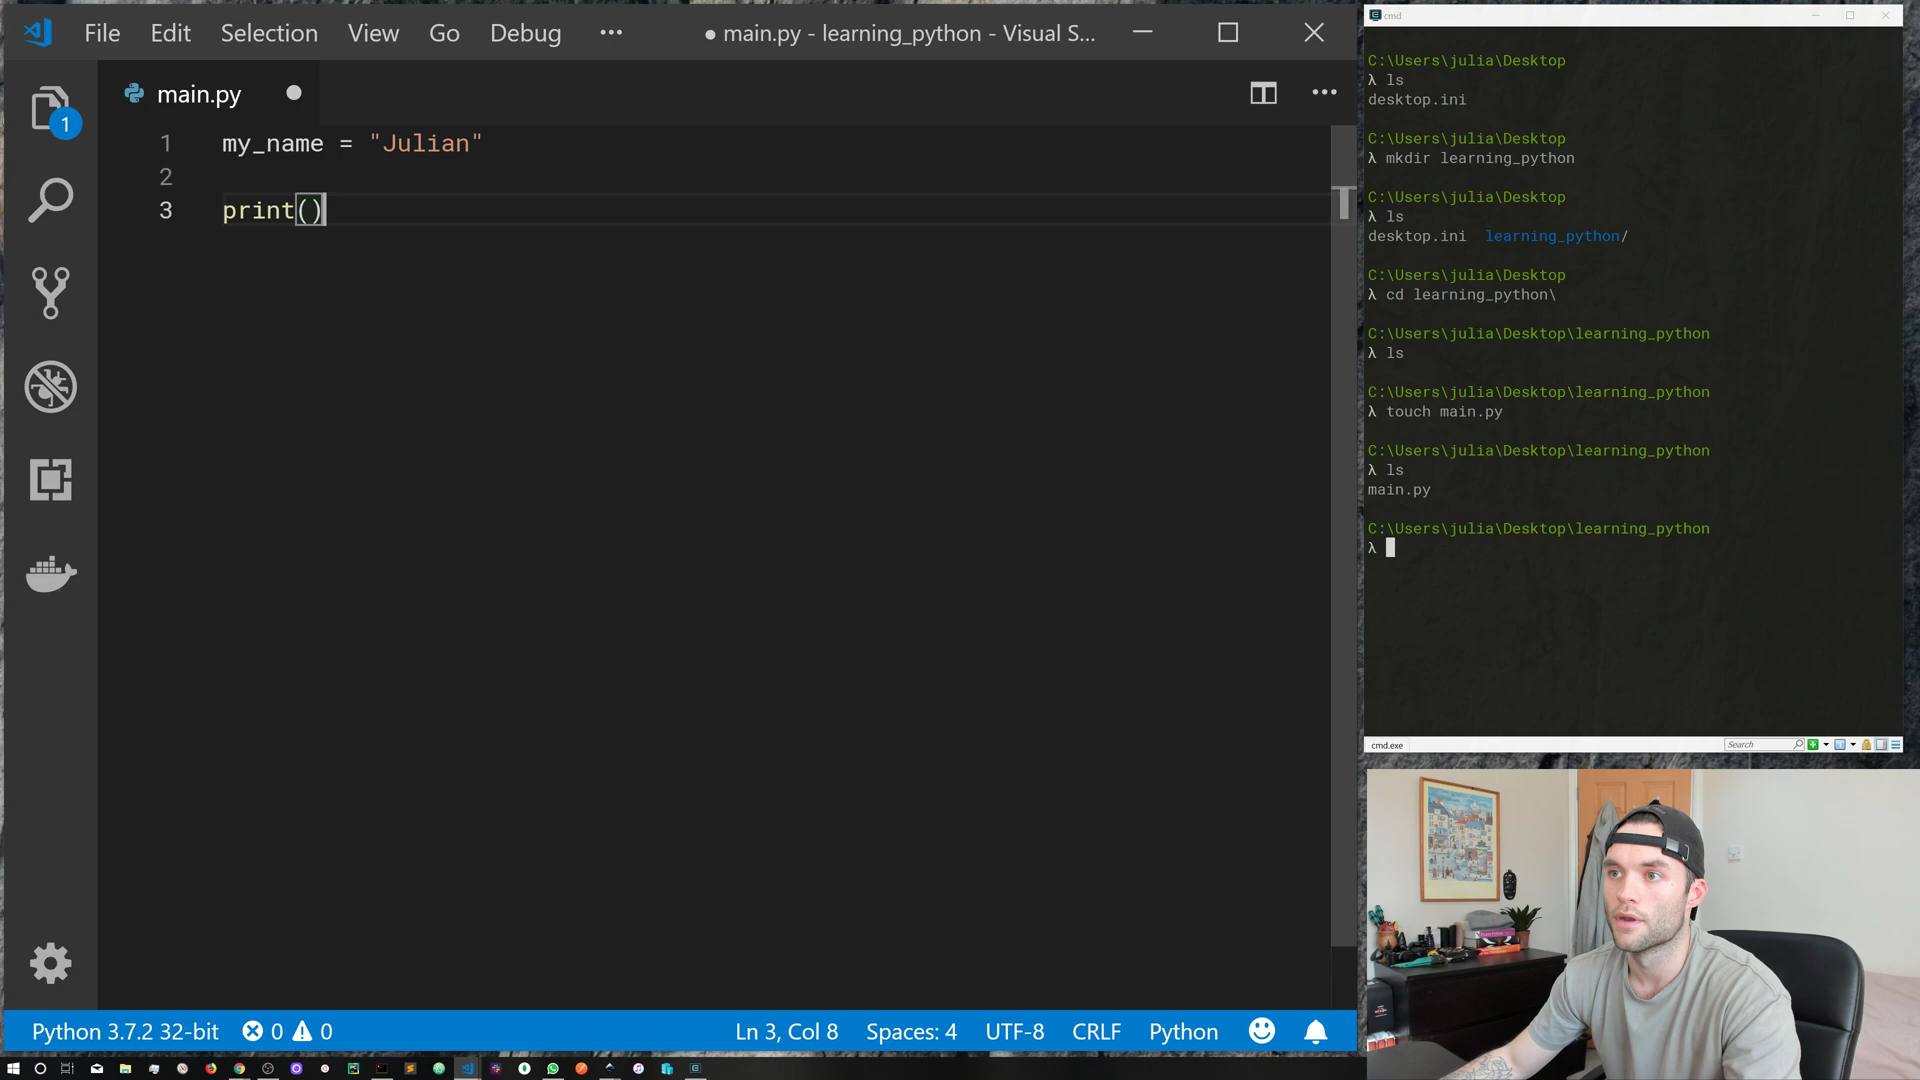 File Edit Selection View Go Debug ··· ● main.py - learning_python - Visual S...
1
main.py
1 my_name = "Julian"
2
3 print()
Python 3.7.2 32-bit 0 0 Ln 3, Col 8 Spaces: 4 UTF-8 CRLF Python
cmd
C:\Users\julia\Desktop
λ ls
desktop.ini
C:\Users\julia\Desktop
λ mkdir learning_python
C:\Users\julia\Desktop
λ ls
desktop.ini learning_python/
C:\Users\julia\Desktop
λ cd learning_python\
C:\Users\julia\Desktop\learning_python
λ ls
C:\Users\julia\Desktop\learning_python
λ touch main.py
C:\Users\julia\Desktop\learning_python
λ ls
main.py
C:\Users\julia\Desktop\learning_python
λ
cmd.exe Search